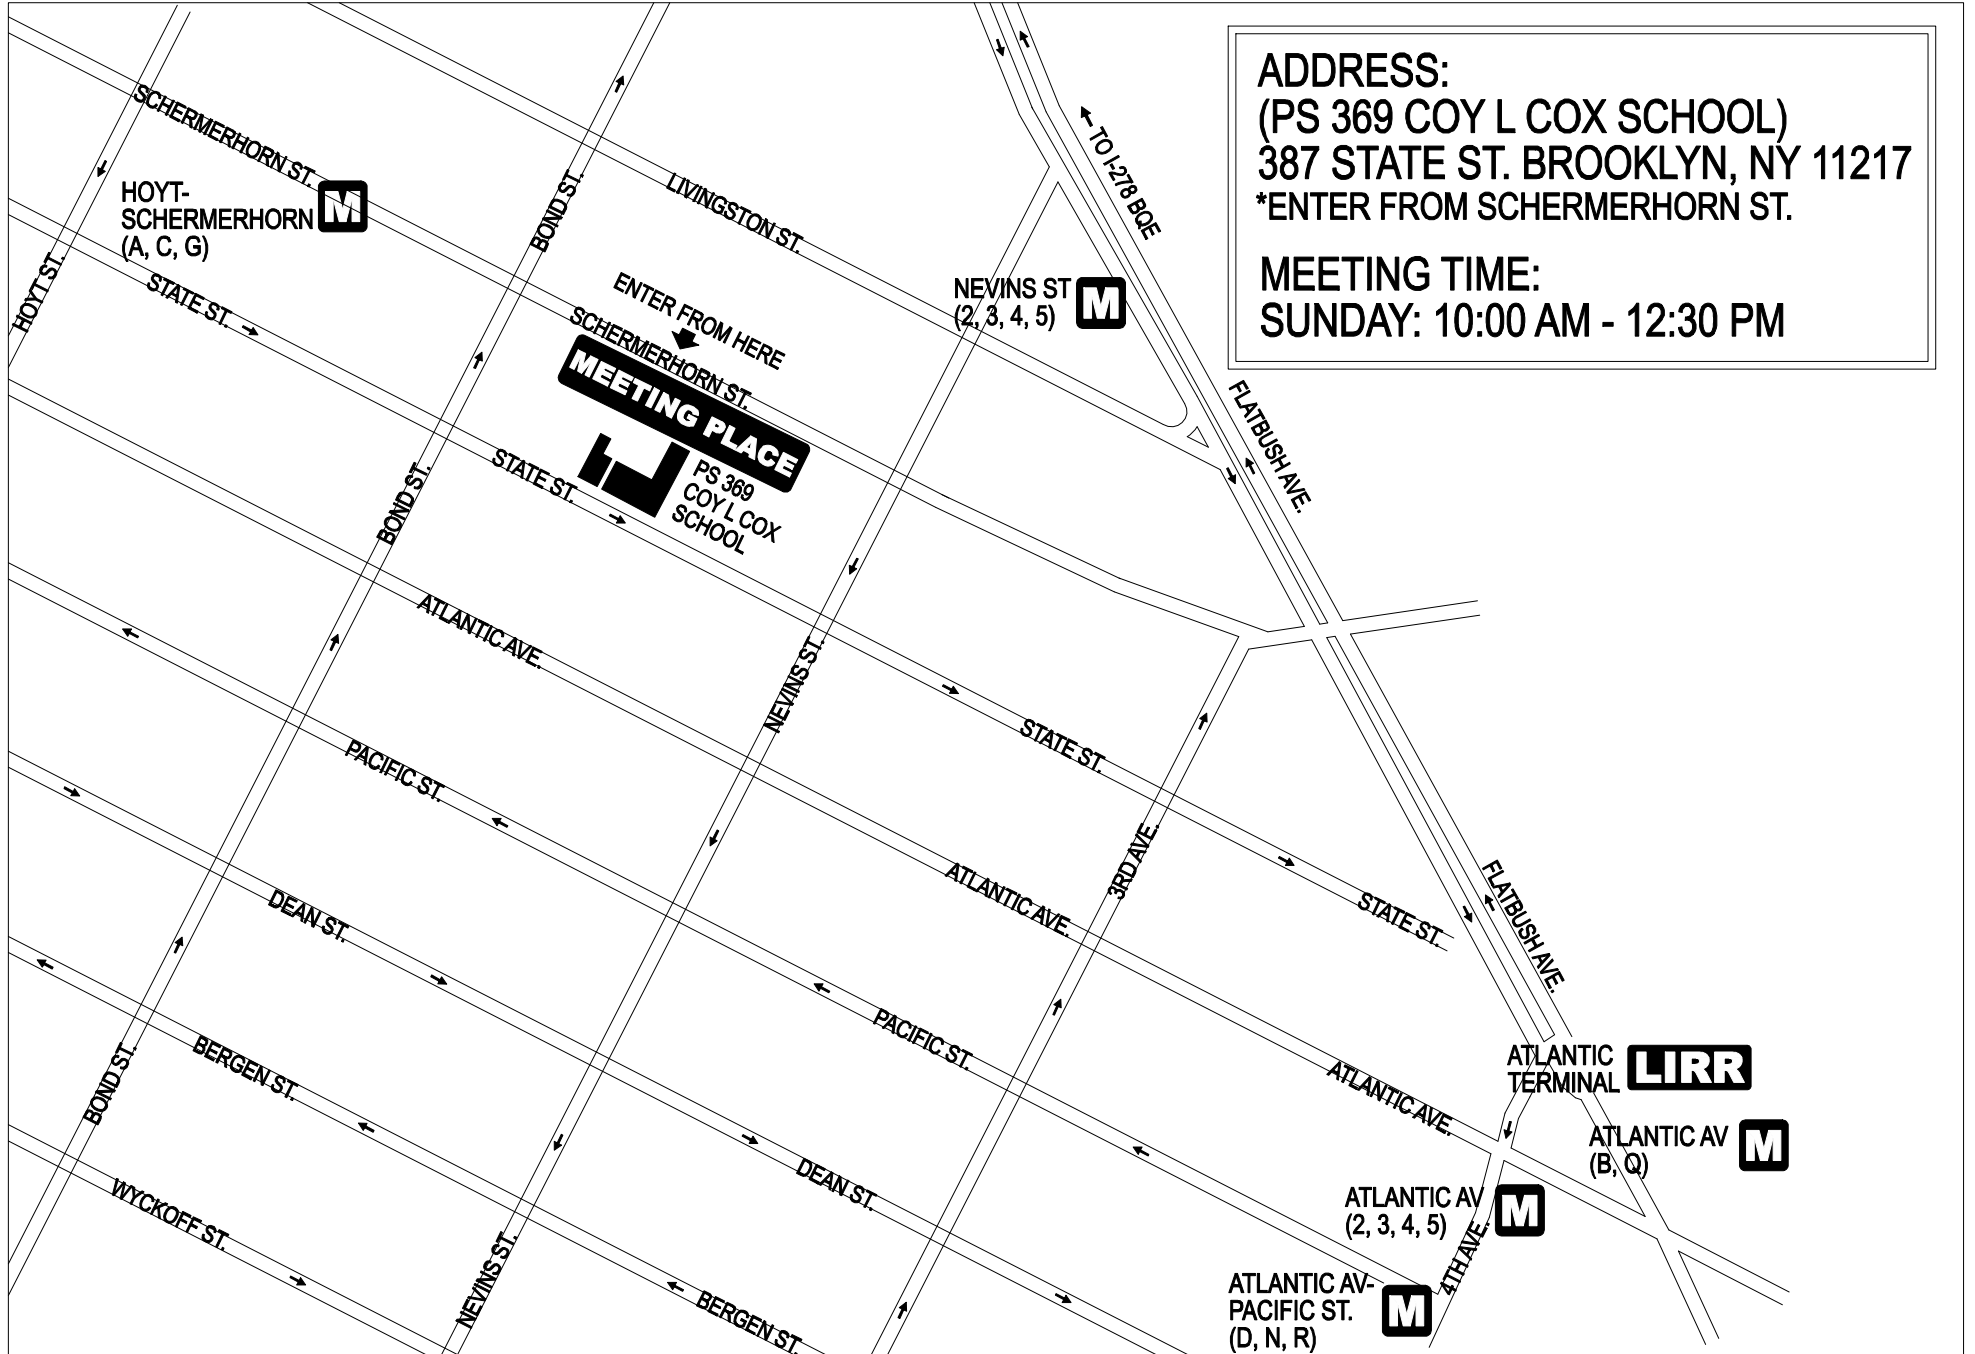 ADDRESS:
(PS 369 COY L COX SCHOOL)
387 STATE ST. BROOKLYN, NY 11217
*ENTER FROM SCHERMERHORN ST.
MEETING TIME:
SUNDAY: 10:00 AM - 12:30 PM
SCHERMERHORN ST.
HOYT-
SCHERMERHORN
(A, C, G)
M
HOYT ST.
STATE ST.
BOND ST.
LIVINGSTON ST.
TO I-278 BQE
NEVINS ST
(2, 3, 4, 5)
M
ENTER FROM HERE
SCHERMERHORN ST.
MEETING PLACE
PS 369
COY L COX
SCHOOL
STATE ST.
BOND ST.
FLATBUSH AVE.
ATLANTIC AVE.
NEVINS ST.
STATE ST.
PACIFIC ST.
3RD AVE.
ATLANTIC AVE.
STATE ST.
FLATBUSH AVE.
DEAN ST.
PACIFIC ST.
BERGEN ST.
BOND ST.
ATLANTIC AVE.
ATLANTIC
TERMINAL
LIRR
ATLANTIC AV
(B, Q)
M
DEAN ST.
WYCKOFF ST.
ATLANTIC AV
(2, 3, 4, 5)
M
4TH AVE.
NEVINS ST.
BERGEN ST.
ATLANTIC AV-
PACIFIC ST.
(D, N, R)
M